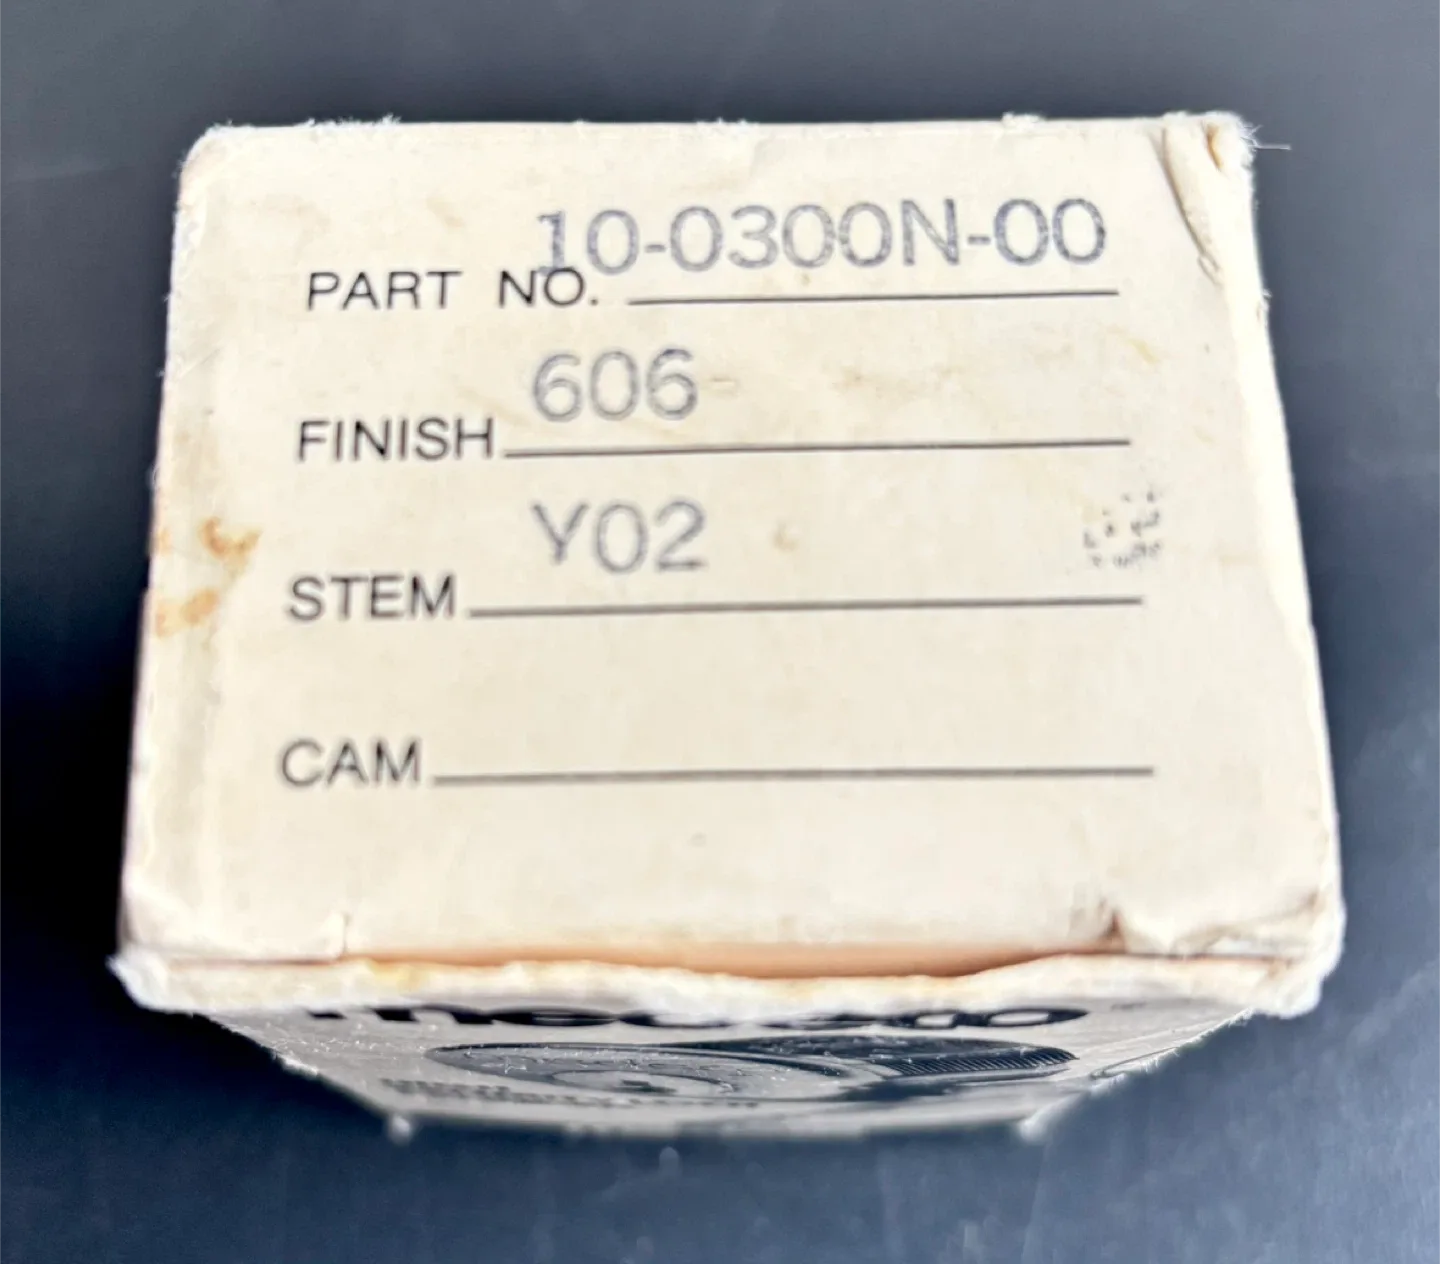 10-0300N-00
PART NO.
606
FINISH
Y02
STEM
CAM